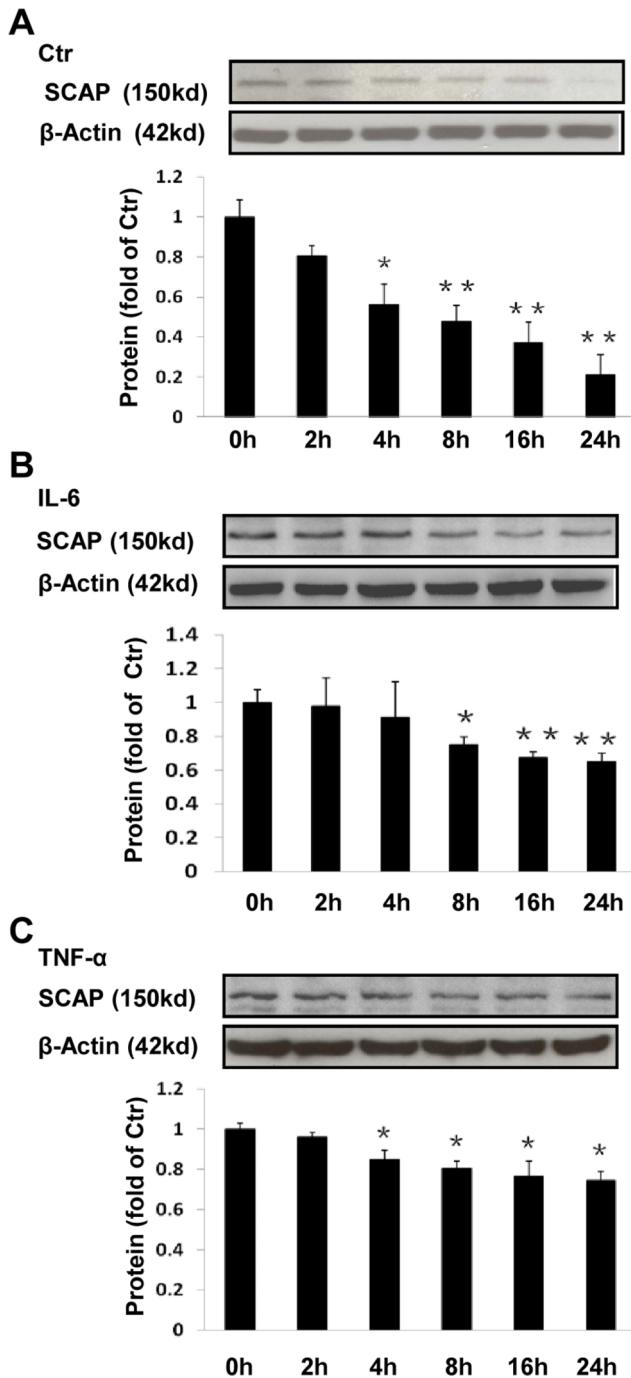 A
Ctr
SCAP (150kd)
β-Actin (42kd)
Protein (fold of Ctr)
1.2
1
0.8
0.6
0.4
0.2
0
* ** ** **
0h 2h 4h 8h 16h 24h
B
IL-6
SCAP (150kd)
β-Actin (42kd)
Protein (fold of Ctr)
1.4
1.2
1
0.8
0.6
0.4
0.2
0
* ** **
0h 2h 4h 8h 16h 24h
C
TNF-α
SCAP (150kd)
β-Actin (42kd)
Protein (fold of Ctr)
1.2
1
0.8
0.6
0.4
0.2
0
* * * *
0h 2h 4h 8h 16h 24h